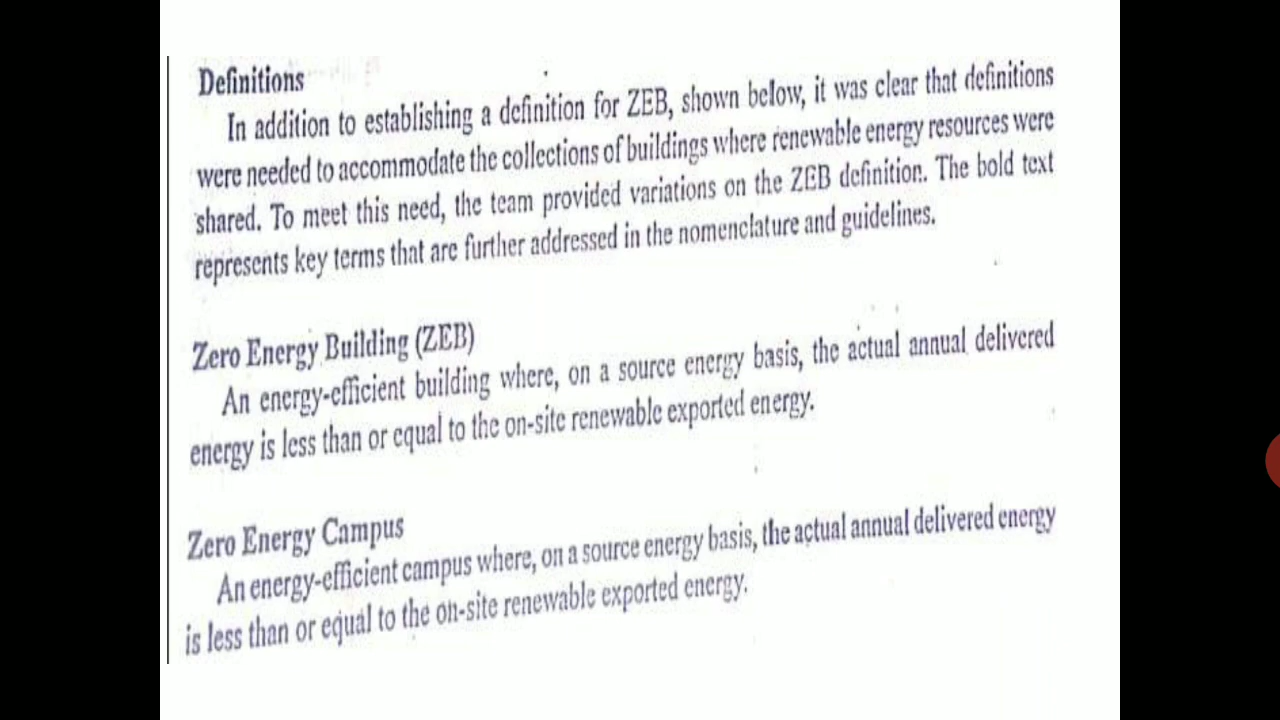 Definitions
In addition to establishing a definition for ZEB, shown below, it was clear that definitions
were needed to accommodate the collections of buildings where renewable energy resources were
shared. To meet this need, the team provided variations on the ZEB definition. The bold text
represents key terms that are further addressed in the nomenclature and guidelines.
Zero Energy Building (ZEB)
An energy-efficient building where, on a source energy basis, the actual annual delivered
energy is less than or equal to the on-site renewable exported energy.
Zero Energy Campus
An energy-efficient campus where, on a source energy basis, the actual annual delivered energy
is less than or equal to the on-site renewable exported energy.